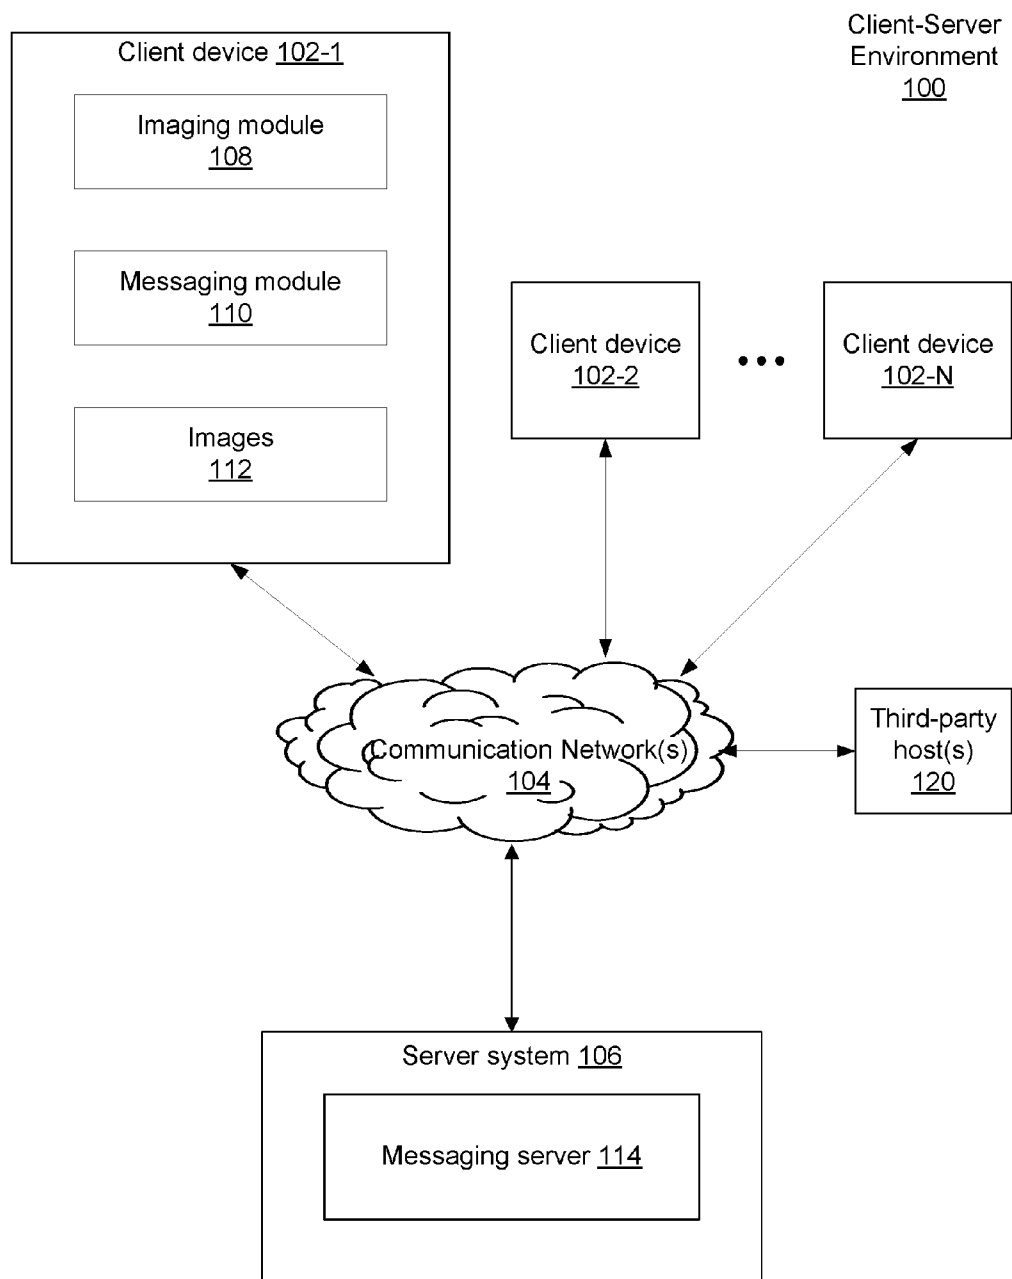 Client-Server
Environment
100
Client device 102-1
Imaging module
108
Messaging module
110
Images
112
Client device
102-2
Client device
102-N
Communication Network(s)
104
Third-party
host(s)
120
Server system 106
Messaging server 114